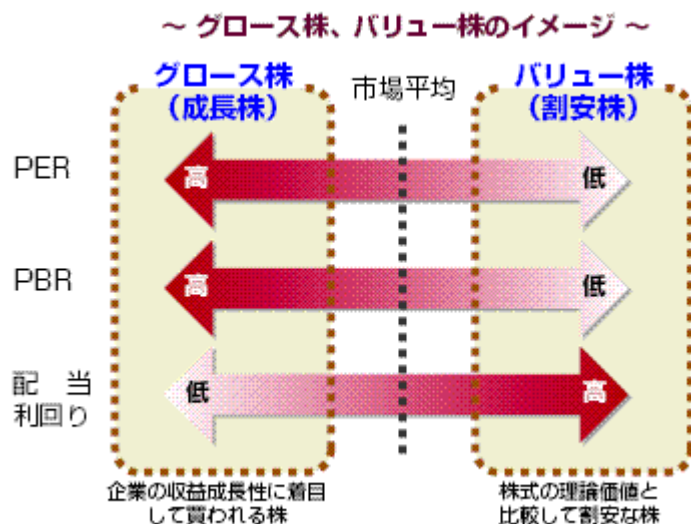 ～ グロース株、バリュー株のイメージ ～
グロース株
（成長株）
市場平均
バリュー株
（割安株）
PER
高
低
PBR
高
低
配 当
利回り
低
高
企業の収益成長性に着目
して買われる株
株式の理論価値と
比較して割安な株